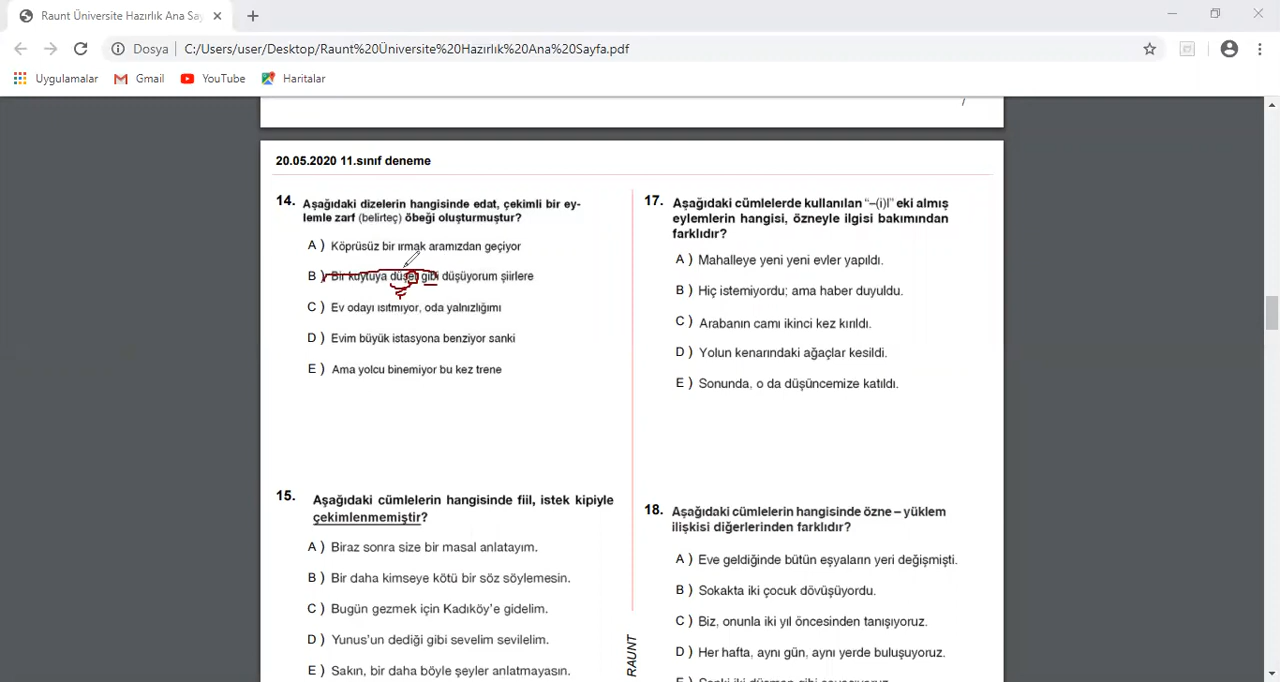 Raunt Üniversite Hazırlık Ana Say
Dosya C:/Users/user/Desktop/Raunt%20Üniversite%20Hazırlık%20Ana%20Sayfa.pdf
Uygulamalar Gmail YouTube Haritalar
20.05.2020 11.sınıf deneme
14. Aşağıdaki dizelerin hangisinde edat, çekimli bir ey-
lemle zarf (belirteç) öbeği oluşturmuştur?
A) Köprüsüz bir ırmak aramızdan geçiyor
B) Bir kuytuya düşer gibi düşüyorum şiirlere
C) Ev odayı ısıtmıyor, oda yalnızlığımı
D) Evim büyük istasyona benziyor sanki
E) Ama yolcu binemiyor bu kez trene
15. Aşağıdaki cümlelerin hangisinde fiil, istek kipiyle
çekimlenmemiştir?
A) Biraz sonra size bir masal anlatayım.
B) Bir daha kimseye kötü bir söz söylemesin.
C) Bugün gezmek için Kadıköy'e gidelim.
D) Yunus'un dediği gibi sevelim sevilelim.
E) Sakın, bir daha böyle şeyler anlatmayasın.
17. Aşağıdaki cümlelerde kullanılan "–(i)l" eki almış
eylemlerin hangisi, özneyle ilgisi bakımından
farklıdır?
A) Mahalleye yeni yeni evler yapıldı.
B) Hiç istemiyordu; ama haber duyuldu.
C) Arabanın camı ikinci kez kırıldı.
D) Yolun kenarındaki ağaçlar kesildi.
E) Sonunda, o da düşüncemize katıldı.
18. Aşağıdaki cümlelerin hangisinde özne – yüklem
ilişkisi diğerlerinden farklıdır?
A) Eve geldiğinde bütün eşyaların yeri değişmişti.
B) Sokakta iki çocuk dövüşüyordu.
C) Biz, onunla iki yıl öncesinden tanışıyoruz.
D) Her hafta, aynı gün, aynı yerde buluşuyoruz.
RAUNT